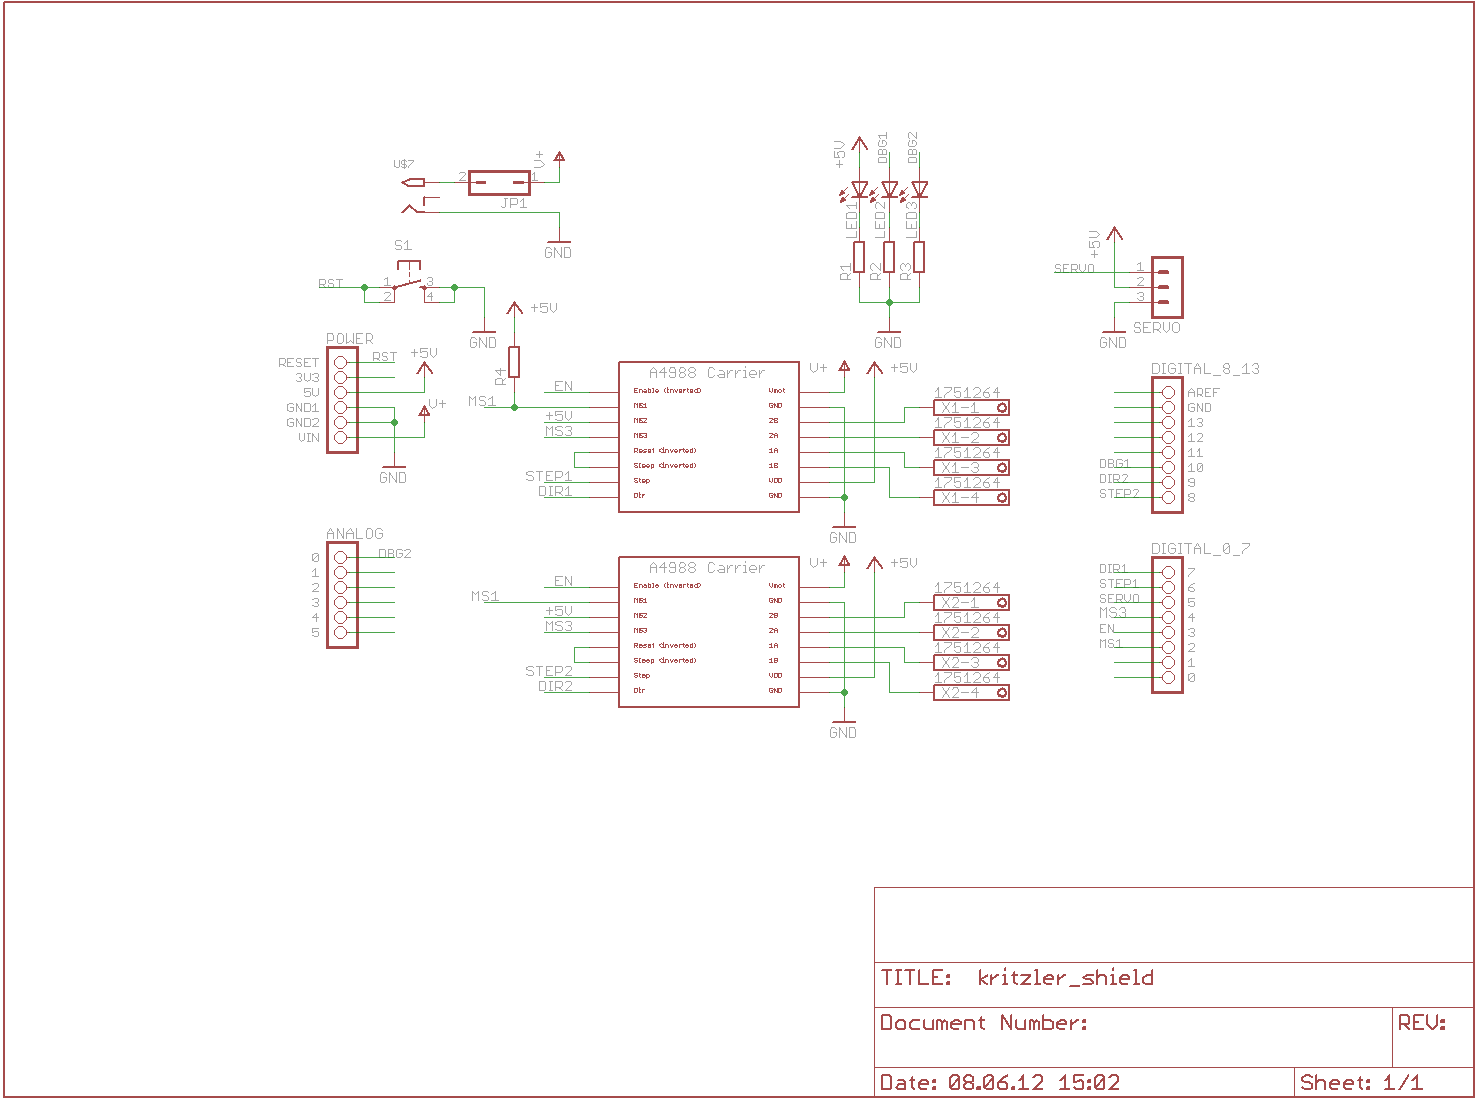 U$7
2
1
JP1
V+
GND
S1
RST
1
2
3
4
GND
+5V
R4
MS1
POWER
RESET
3V3
5V
GND1
GND2
VIN
RST
+5V
V+
GND
ANALOG
0
1
2
3
4
5
DBG2
+5V
DBG1
DBG2
LED1
LED2
LED3
R1
R2
R3
GND
+5V
SERVO
1
2
3
SERVO
GND
EN
+5V
MS3
STEP1
DIR1
A4988 Carrier
Enable (Inverted)
MS1
MS2
MS3
Reset (Inverted)
Sleep (Inverted)
Step
Dir
Vmot
GND
2B
2A
1A
1B
VDD
GND
V+
+5V
GND
1751264
X1-1
1751264
X1-2
1751264
X1-3
1751264
X1-4
EN
MS1
+5V
MS3
STEP2
DIR2
A4988 Carrier
Enable (Inverted)
MS1
MS2
MS3
Reset (Inverted)
Sleep (Inverted)
Step
Dir
Vmot
GND
2B
2A
1A
1B
VDD
GND
V+
+5V
GND
1751264
X2-1
1751264
X2-2
1751264
X2-3
1751264
X2-4
DIGITAL_8_13
AREF
GND
13
12
11
DBG1 10
DIR2 9
STEP2 8
DIGITAL_0_7
DIR1 7
STEP1 6
SERVO 5
MS3 4
EN 3
MS1 2
1
0
TITLE: kritzler_shield
Document Number:
REV:
Date: 08.06.12 15:02
Sheet: 1/1